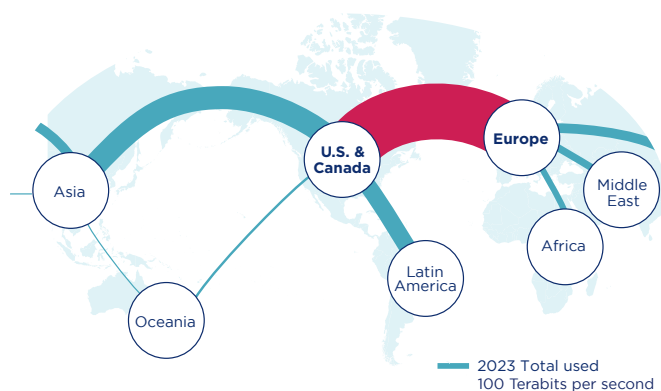 U.S. &
Canada
Europe
Asia
Middle
East
Africa
Latin
America
Oceania
2023 Total used
100 Terabits per second